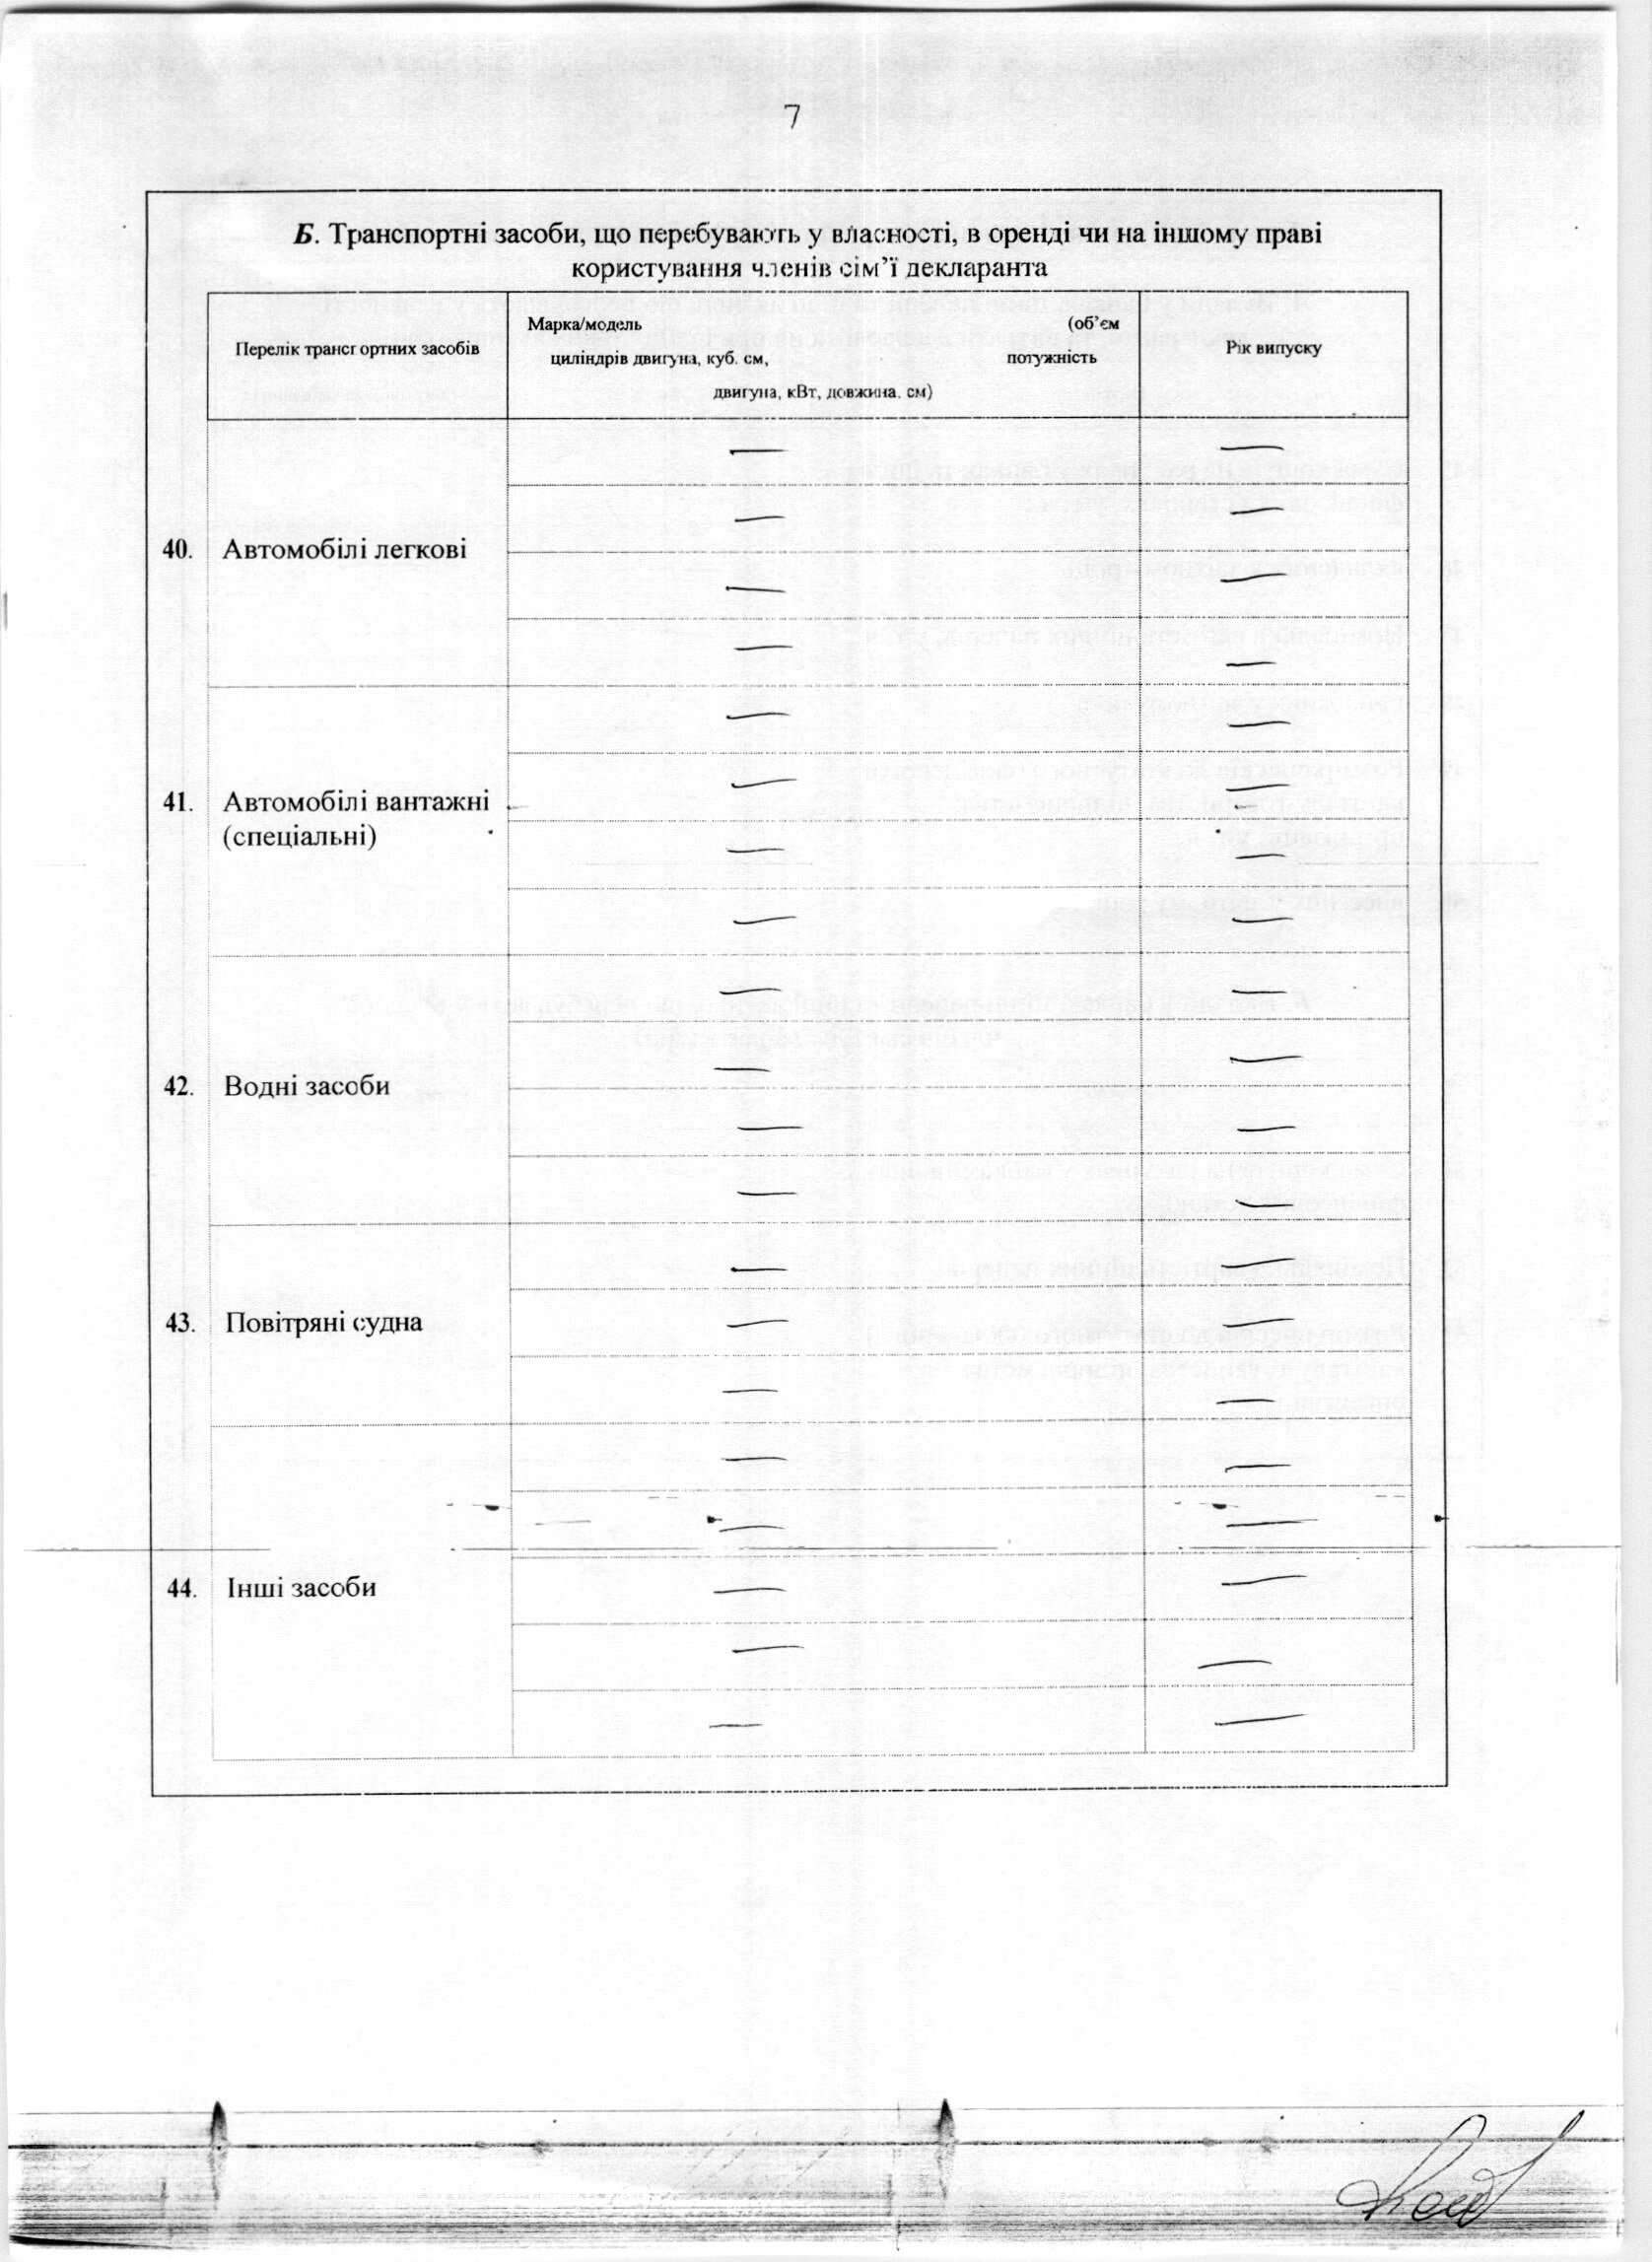 7
Б. Транспортні засоби, що перебувають у власності, в оренді чи на іншому праві
користування членів сім’ї декларанта
Перелік транспортних засобів
Марка/модель (об’єм
циліндрів двигуна, куб. см, потужність
двигуна, кВт, довжина, см)
Рік випуску
— —
— —
40. Автомобілі легкові
— —
— —
— —
— —
41. Автомобілі вантажні
(спеціальні)
— —
— —
— —
— —
42. Водні засоби
— —
— —
— —
43. Повітряні судна
— —
— —
— —
— —
44. Інші засоби
— —
— —
— —